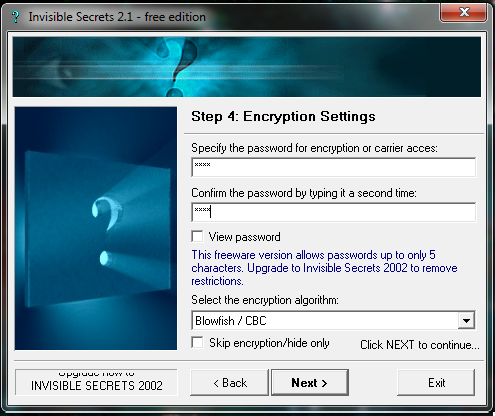 Invisible Secrets 2.1 - free edition
Step 4: Encryption Settings
Specify the password for encryption or carrier acces:
****
Confirm the password by typing it a second time:
****
View password
This freeware version allows passwords up to only 5
characters. Upgrade to Invisible Secrets 2002 to remove
restrictions.
Select the encryption algorithm:
Blowfish / CBC
Skip encryption/hide only
Click NEXT to continue...
Upgrade now to
INVISIBLE SECRETS 2002
< Back
Next >
Exit